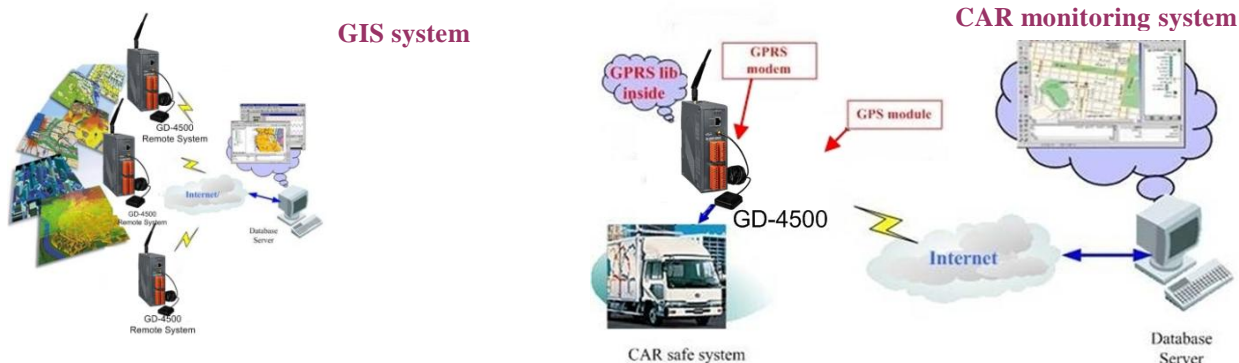 GIS system
GD-4500
Remote System
GD-4500
Remote System
Internet/
Database
Server
GD-4500
Remote System
CAR monitoring system
GPRS lib
inside
GPRS
modem
GPS module
GD-4500
Internet
CAR safe system
Database
Server